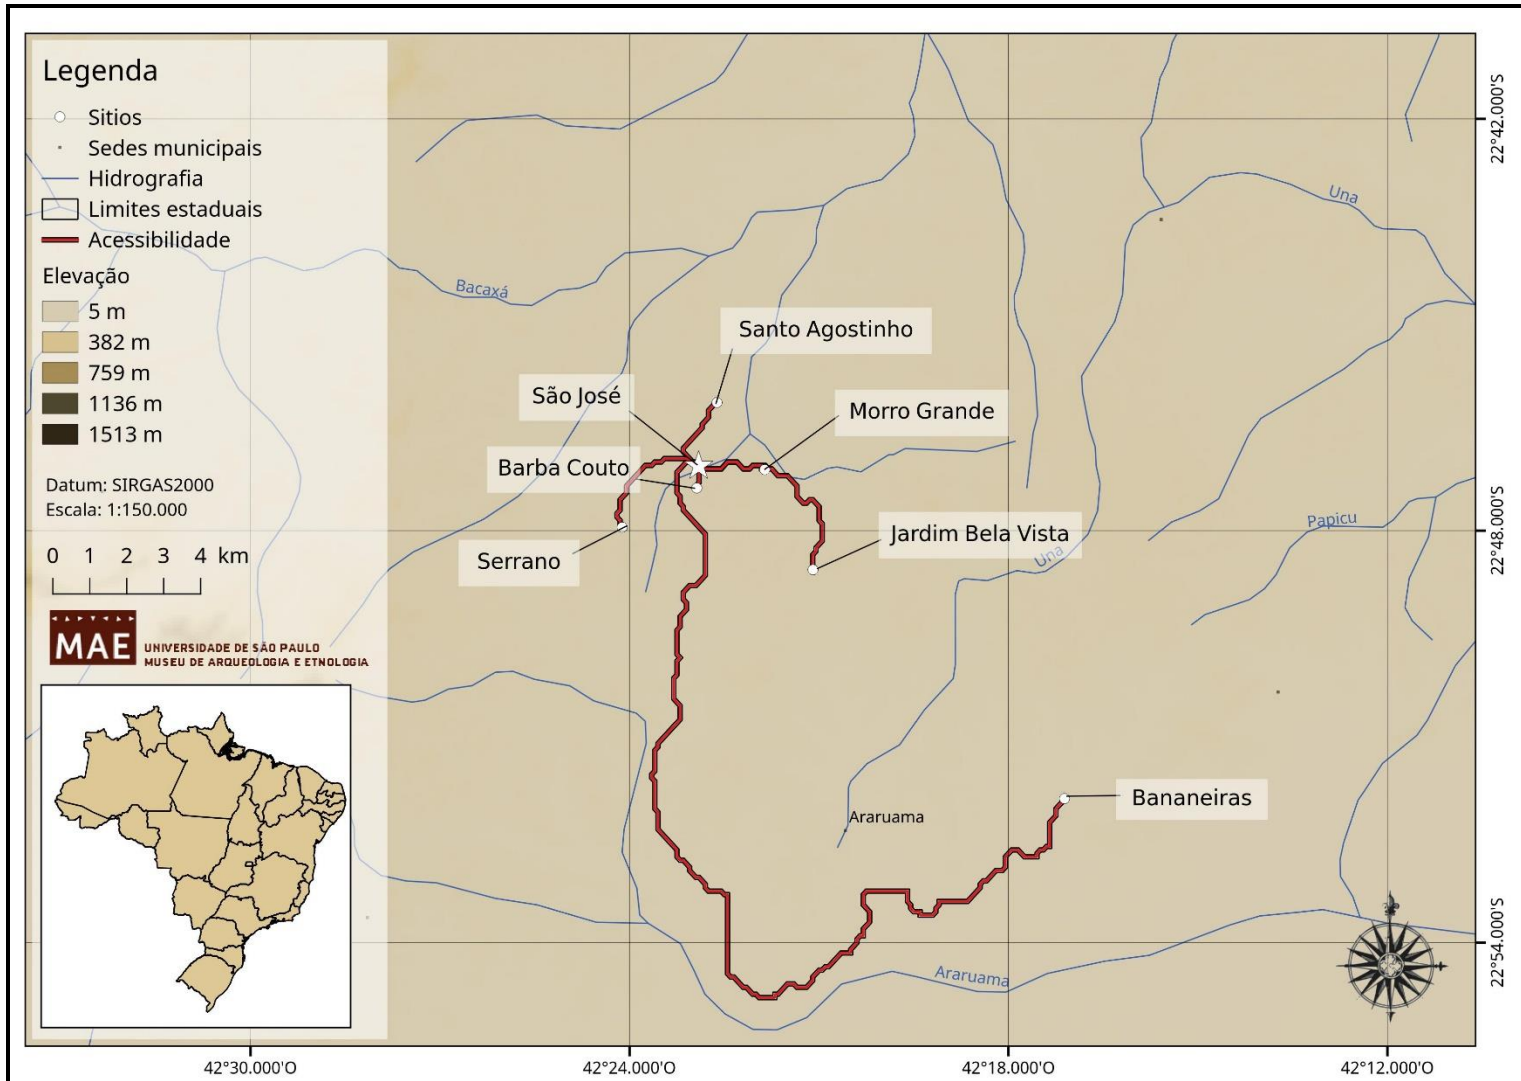 Legenda
Sitios
Sedes municipais
Hidrografia
Limites estaduais
Acessibilidade
Elevação
5 m
382 m
759 m
1136 m
1513 m
Datum: SIRGAS2000
Escala: 1:150.000
0 1 2 3 4 km
MAE
UNIVERSIDADE DE SÃO PAULO
MUSEU DE ARQUEOLOGIA E ETNOLOGIA
Bacaxá
Una
Santo Agostinho
São José
Morro Grande
Barba Couto
Serrano
Jardim Bela Vista
Una
Papicu
Bananeiras
Araruama
Araruama
22°42.000'S
22°48.000'S
22°54.000'S
42°30.000'O
42°24.000'O
42°18.000'O
42°12.000'O